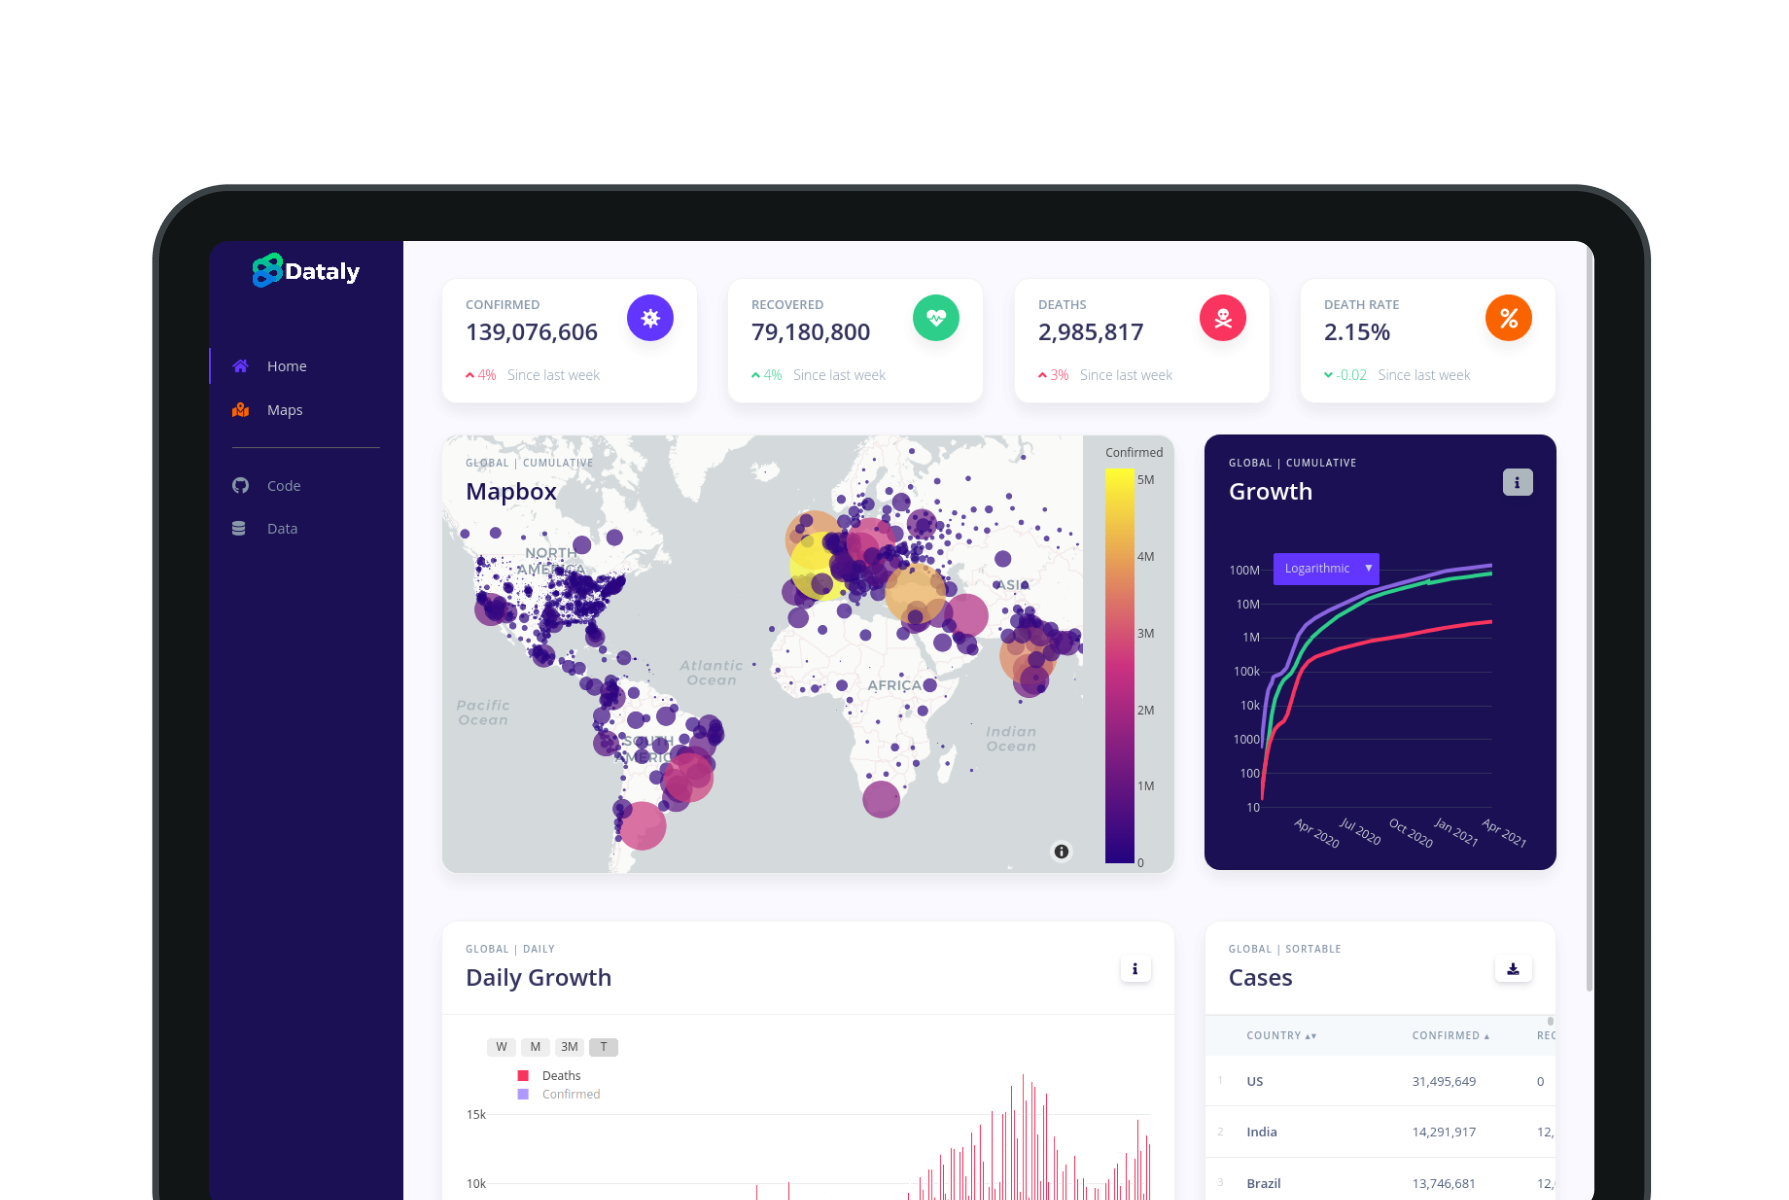 Dataly
Home
Maps
Code
Data
CONFIRMED
139,076,606
4% Since last week
RECOVERED
79,180,800
4% Since last week
DEATHS
2,985,817
3% Since last week
DEATH RATE
2.15%
-0.02 Since last week
GLOBAL | CUMULATIVE
Mapbox
NORTH
AMERICA
Atlantic
Ocean
Pacific
Ocean
SOUTH
AMERIC
AFRICA
ASIA
Indian
Ocean
Confirmed
5M
4M
3M
2M
1M
0
GLOBAL | CUMULATIVE
Growth
Logarithmic
100M
10M
1M
100k
10k
1000
100
10
Apr 2020
Jul 2020
Oct 2020
Jan 2021
Apr 2021
GLOBAL | DAILY
Daily Growth
W M 3M T
Deaths
Confirmed
15k
10k
GLOBAL | SORTABLE
Cases
COUNTRY CONFIRMED REC
1 US 31,495,649 0
2 India 14,291,917 12,
3 Brazil 13,746,681 12,